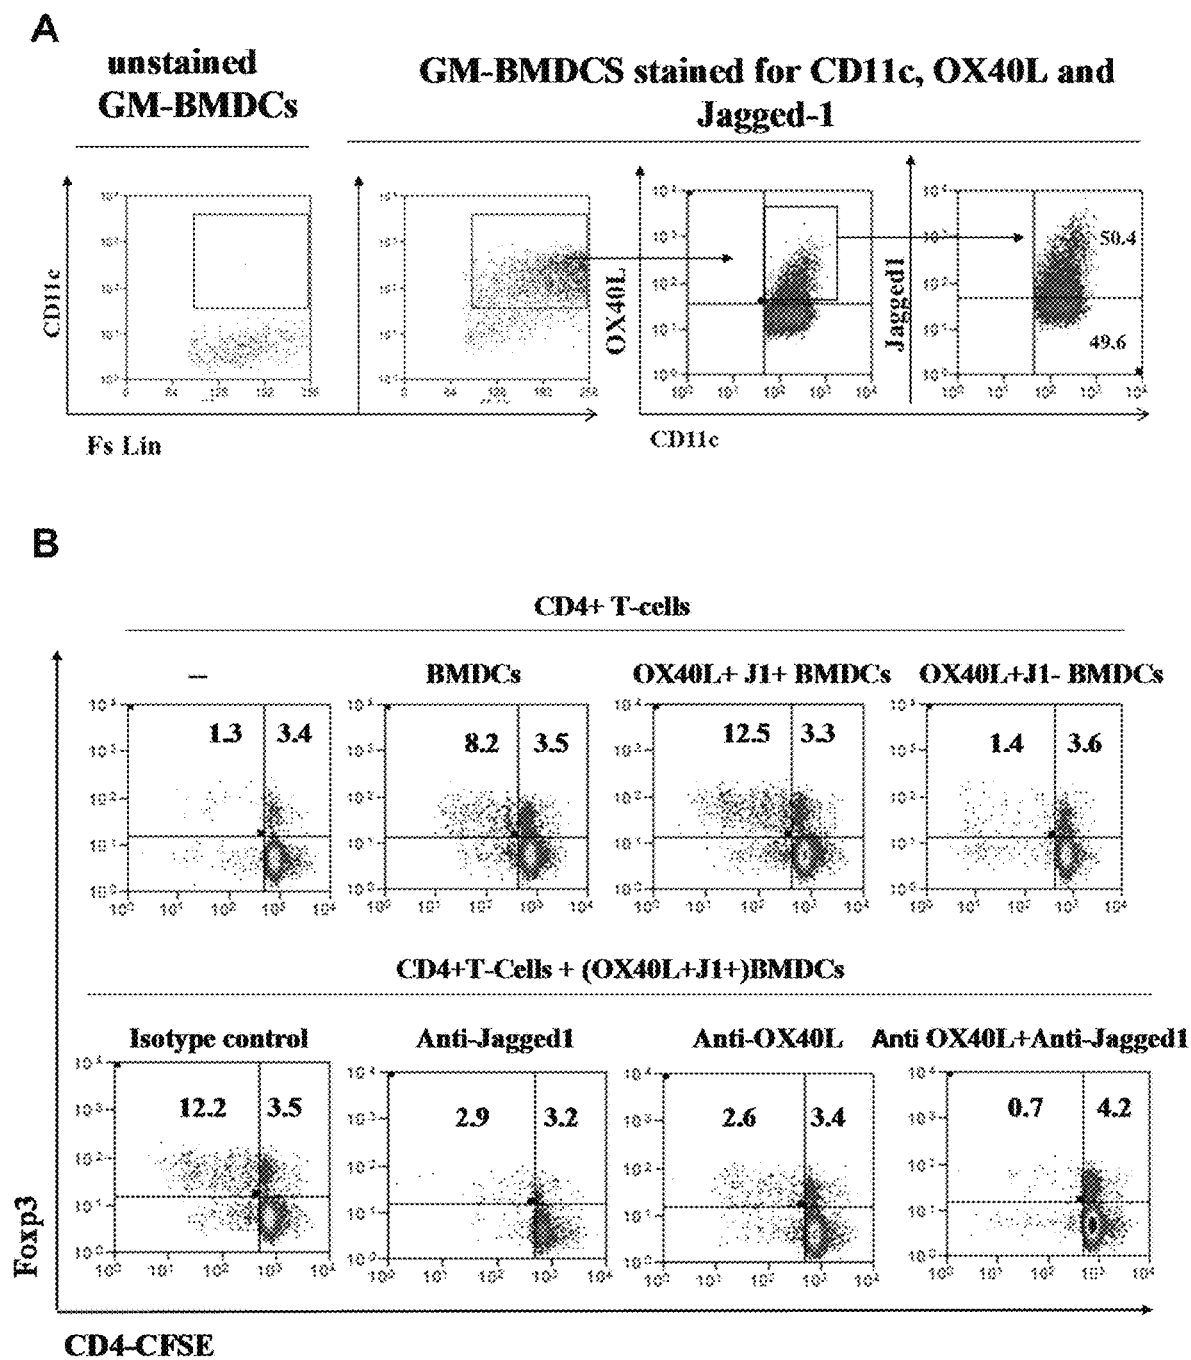 A
unstained
GM-BMDCs
GM-BMDCS stained for CD11c, OX40L and
Jagged-1
CD11c
OX40L
Jagged1
50.4
49.6
Fs Lin
CD11c
B
CD4+ T-cells
–
BMDCs
OX40L+ J1+ BMDCs
OX40L+J1- BMDCs
1.3 3.4
8.2 3.5
12.5 3.3
1.4 3.6
CD4+T-Cells + (OX40L+J1+)BMDCs
Isotype control
Anti-Jagged1
Anti-OX40L
Anti OX40L+Anti-Jagged1
12.2 3.5
2.9 3.2
2.6 3.4
0.7 4.2
Foxp3
CD4-CFSE